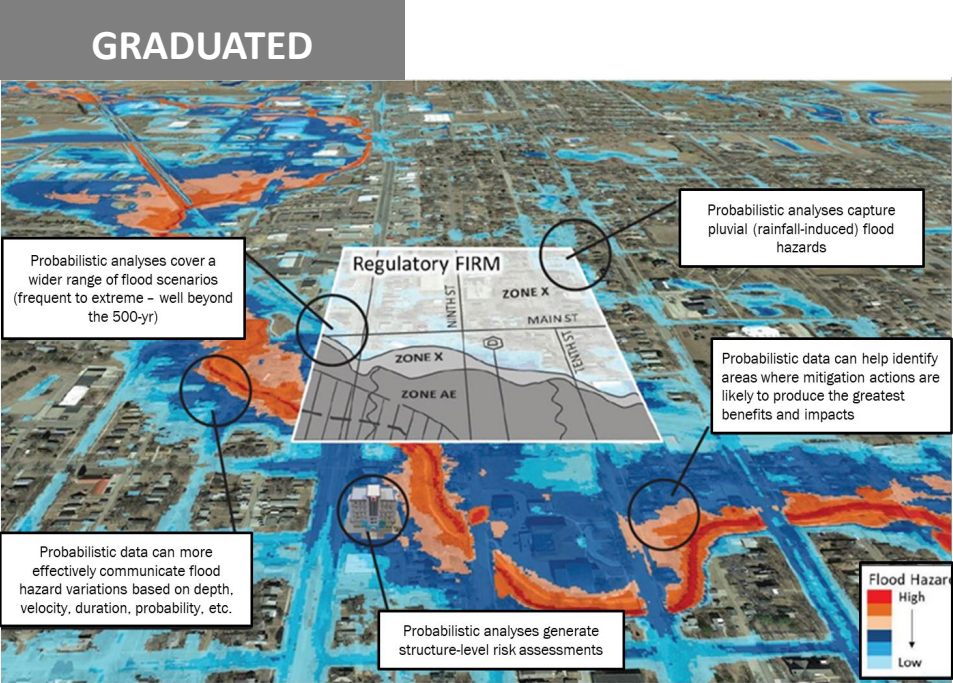 GRADUATED
Probabilistic analyses capture
pluvial (rainfall-induced) flood
hazards
Probabilistic analyses cover a
wider range of flood scenarios
(frequent to extreme – well beyond
the 500-yr)
Regulatory FIRM
ZONE X
NINTH ST
MAIN ST
TENTH ST
ZONE X
ZONE AE
Probabilistic data can help identify
areas where mitigation actions are
likely to produce the greatest
benefits and impacts
Probabilistic data can more
effectively communicate flood
hazard variations based on depth,
velocity, duration, probability, etc.
Probabilistic analyses generate
structure-level risk assessments
Flood Hazar
High
Low